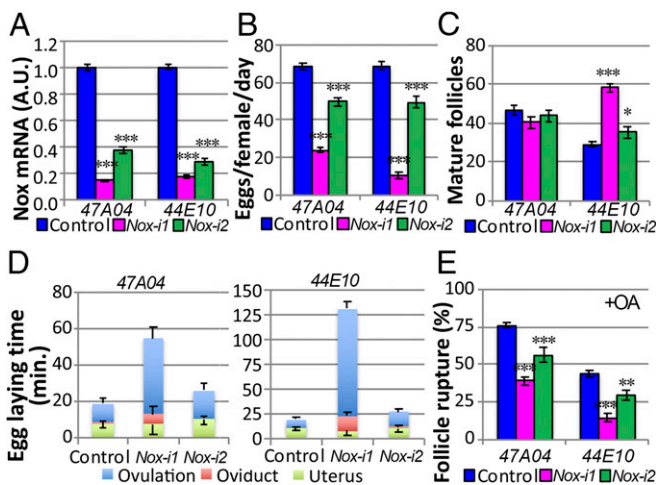 A
Nox mRNA (A.U.)
1.2
1.0
0.8
0.6
0.4
0.2
0.0
***
***
***
***
47A04 44E10
Control Nox-i1 Nox-i2
B
Eggs/female/day
80
60
40
20
0
***
***
***
***
47A04 44E10
Control Nox-i1 Nox-i2
C
Mature follicles
80
60
40
20
0
***
*
47A04 44E10
Control Nox-i1 Nox-i2
D
Egg laying time
(min.)
47A04
80
60
40
20
0
Control Nox-i1 Nox-i2
44E10
150
125
100
75
50
25
0
Control Nox-i1 Nox-i2
Ovulation Oviduct Uterus
E
+OA
Follicle rupture (%)
100
75
50
25
0
***
***
***
**
47A04 44E10
Control Nox-i1 Nox-i2